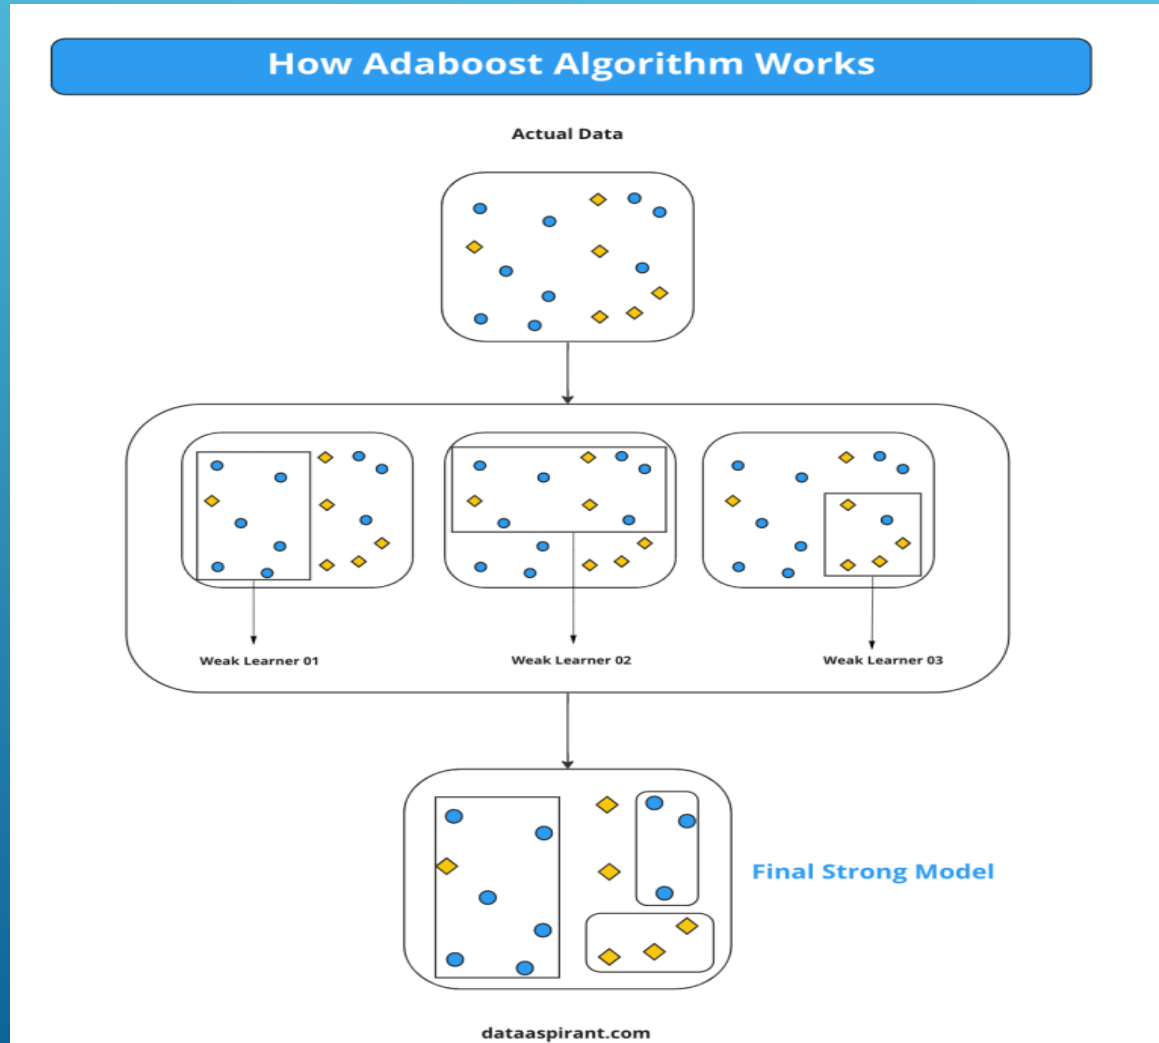 How Adaboost Algorithm Works
Actual Data
Weak Learner 01
Weak Learner 02
Weak Learner 03
Final Strong Model
dataaspirant.com